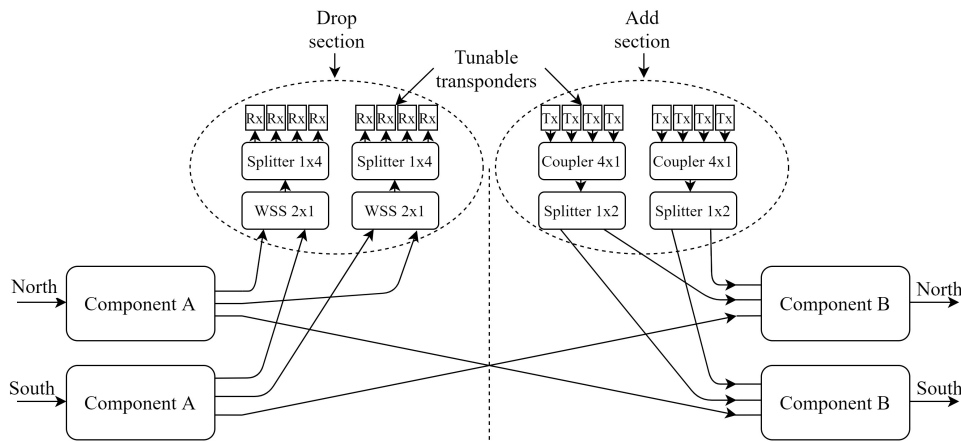 Drop
section
Add
section
Tunable
transponders
Rx Rx Rx Rx
Rx Rx Rx Rx
Tx Tx Tx Tx
Tx Tx Tx Tx
Splitter 1x4
Splitter 1x4
Coupler 4x1
Coupler 4x1
WSS 2x1
WSS 2x1
Splitter 1x2
Splitter 1x2
North
Component A
Component B
North
South
Component A
Component B
South